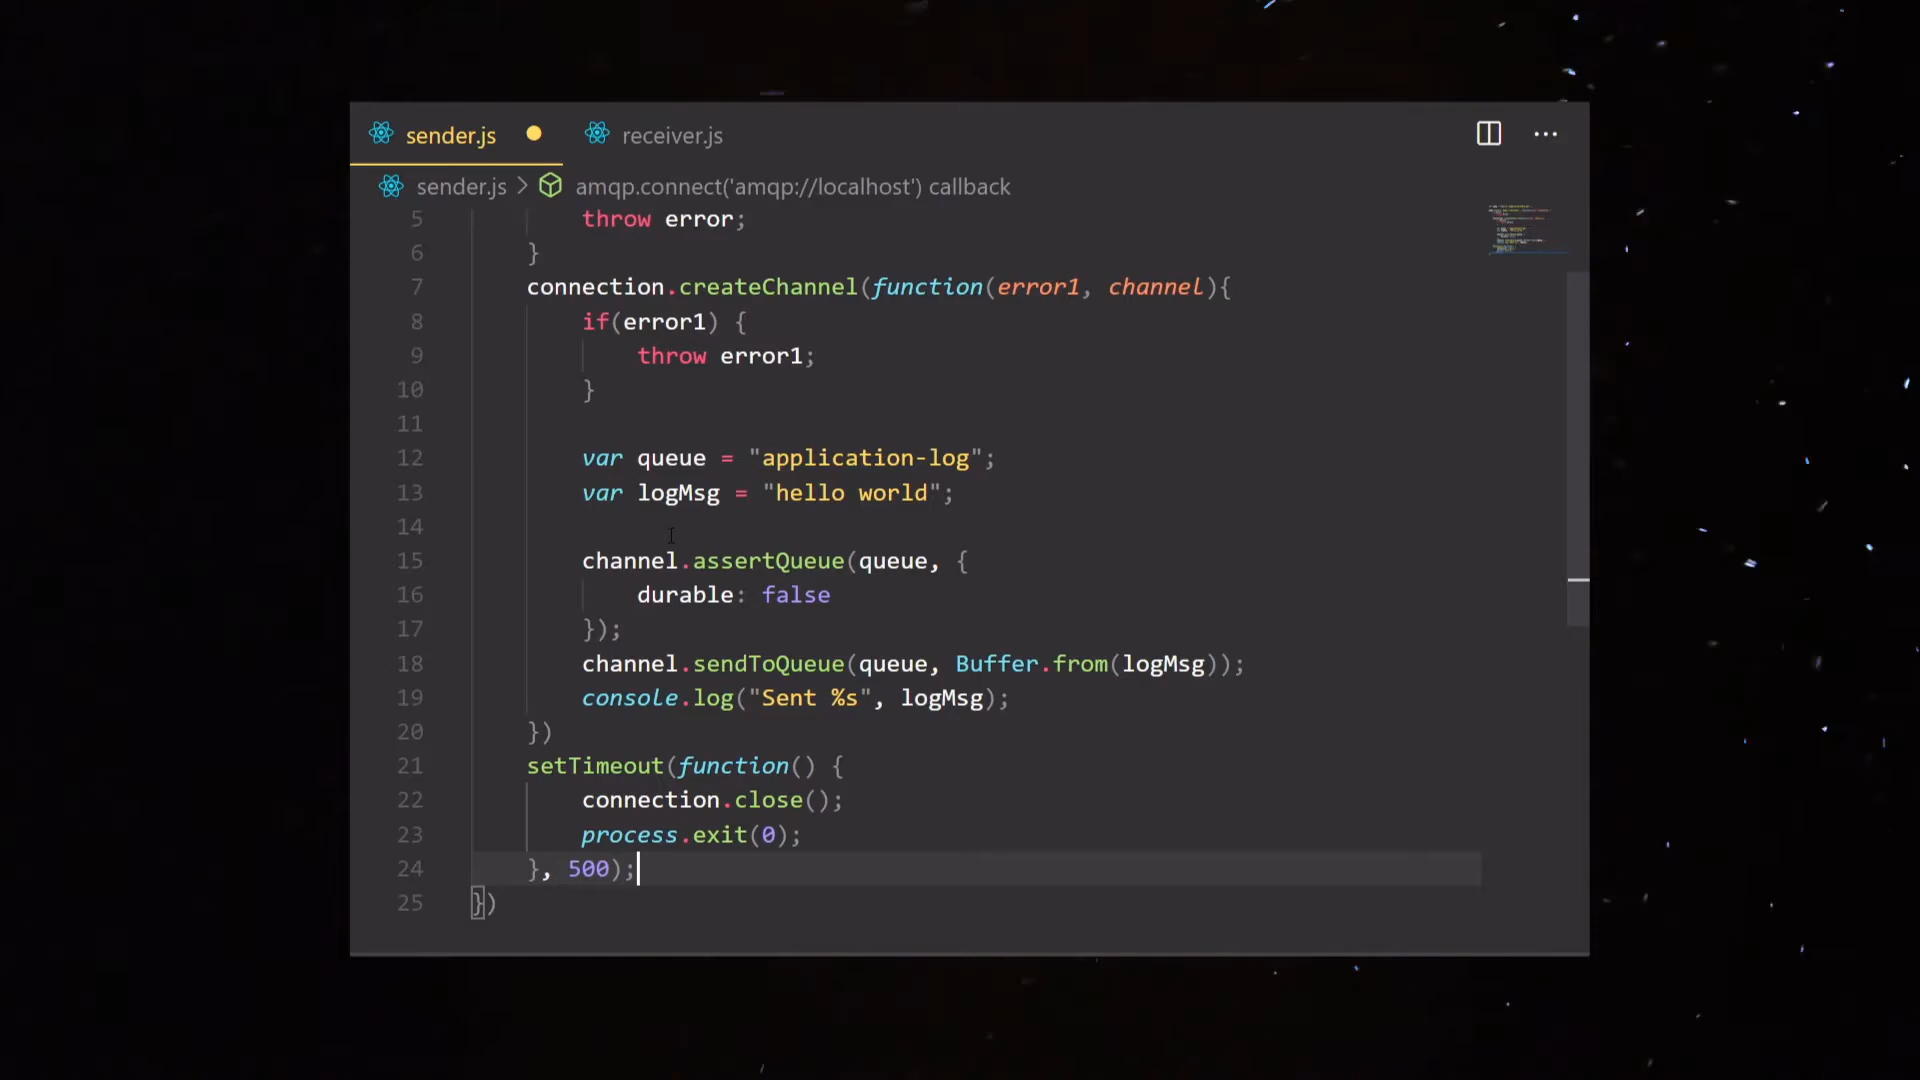 sender.js receiver.js
sender.js > amqp.connect('amqp://localhost') callback
5 throw error;
6 }
7 connection.createChannel(function(error1, channel){
8 if(error1) {
9 throw error1;
10 }
11
12 var queue = "application-log";
13 var logMsg = "hello world";
14
15 channel.assertQueue(queue, {
16 durable: false
17 });
18 channel.sendToQueue(queue, Buffer.from(logMsg));
19 console.log("Sent %s", logMsg);
20 })
21 setTimeout(function() {
22 connection.close();
23 process.exit(0);
24 }, 500);
25 })